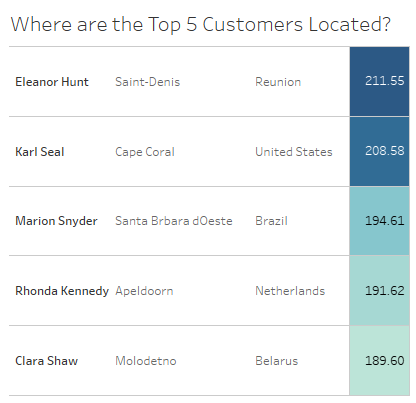 Where are the Top 5 Customers Located?
Eleanor Hunt Saint-Denis Reunion 211.55
Karl Seal Cape Coral United States 208.58
Marion Snyder Santa Brbara dOeste Brazil 194.61
Rhonda Kennedy Apeldoorn Netherlands 191.62
Clara Shaw Molodetno Belarus 189.60